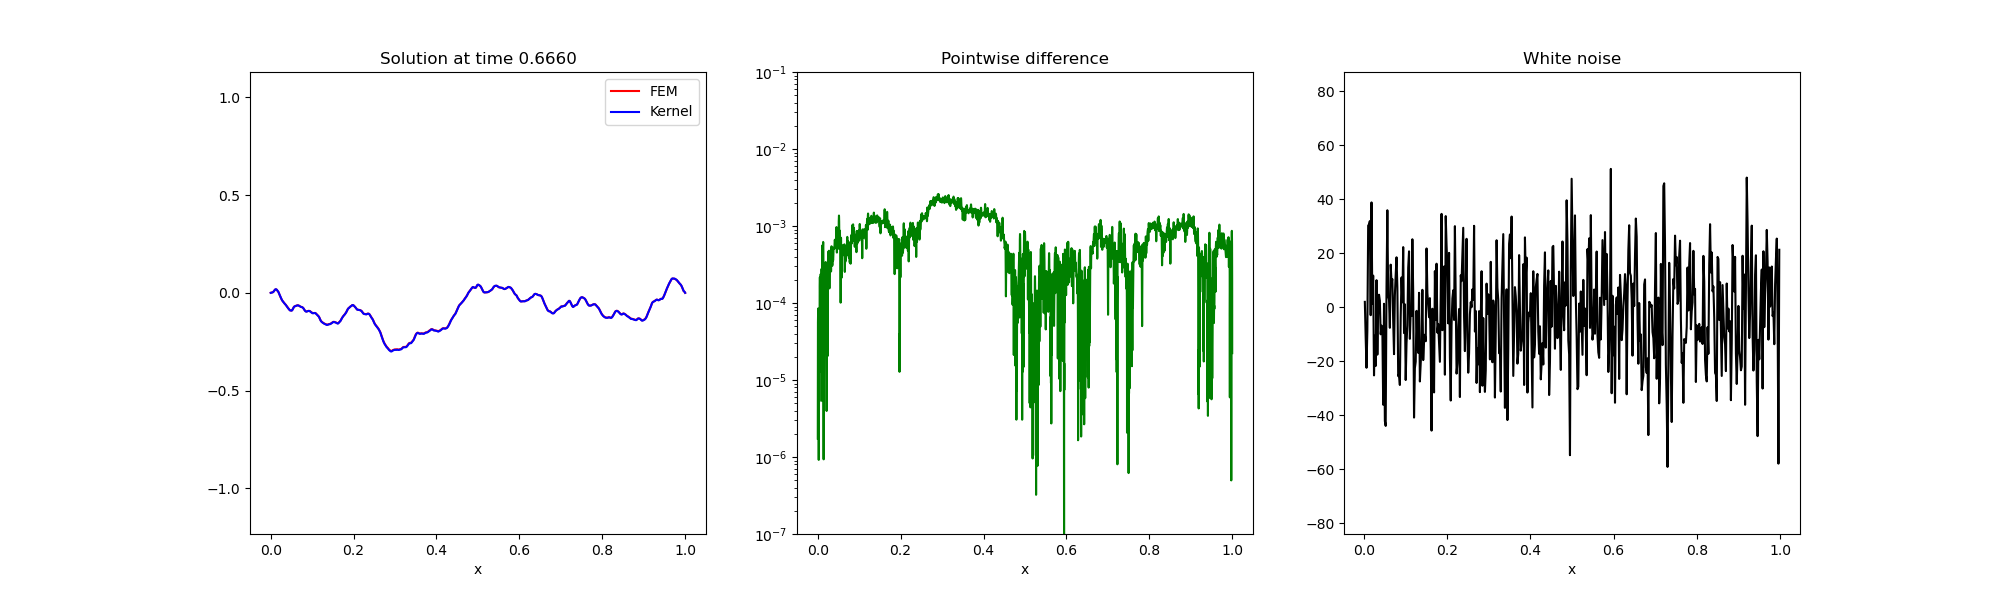 Solution at time 0.6660
1.0
0.5
0.0
−0.5
−1.0
FEM
Kernel
0.0 0.2 0.4 0.6 0.8 1.0
x
Pointwise difference
10⁻¹
10⁻²
10⁻³
10⁻⁴
10⁻⁵
10⁻⁶
10⁻⁷
0.0 0.2 0.4 0.6 0.8 1.0
x
White noise
80
60
40
20
0
−20
−40
−60
−80
0.0 0.2 0.4 0.6 0.8 1.0
x